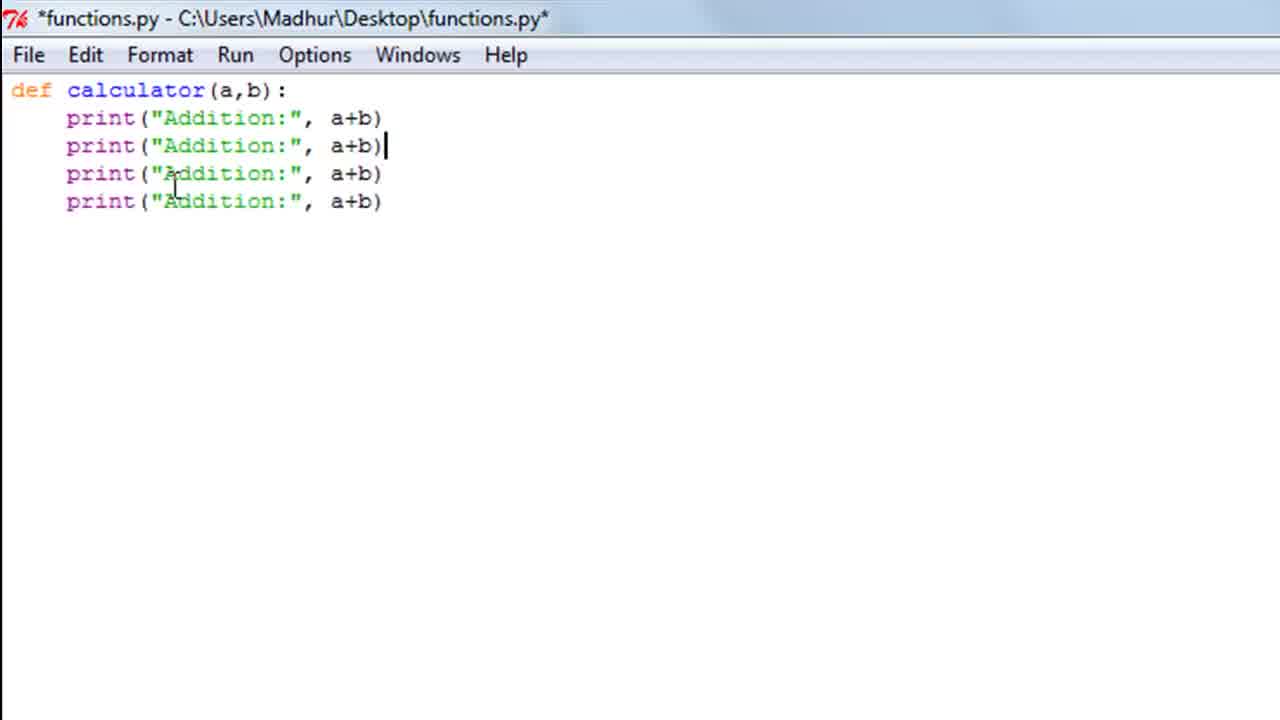 *functions.py - C:\Users\Madhur\Desktop\functions.py*
File Edit Format Run Options Windows Help
def calculator(a,b):
    print("Addition:", a+b)
    print("Addition:", a+b)
    print("Addition:", a+b)
    print("Addition:", a+b)